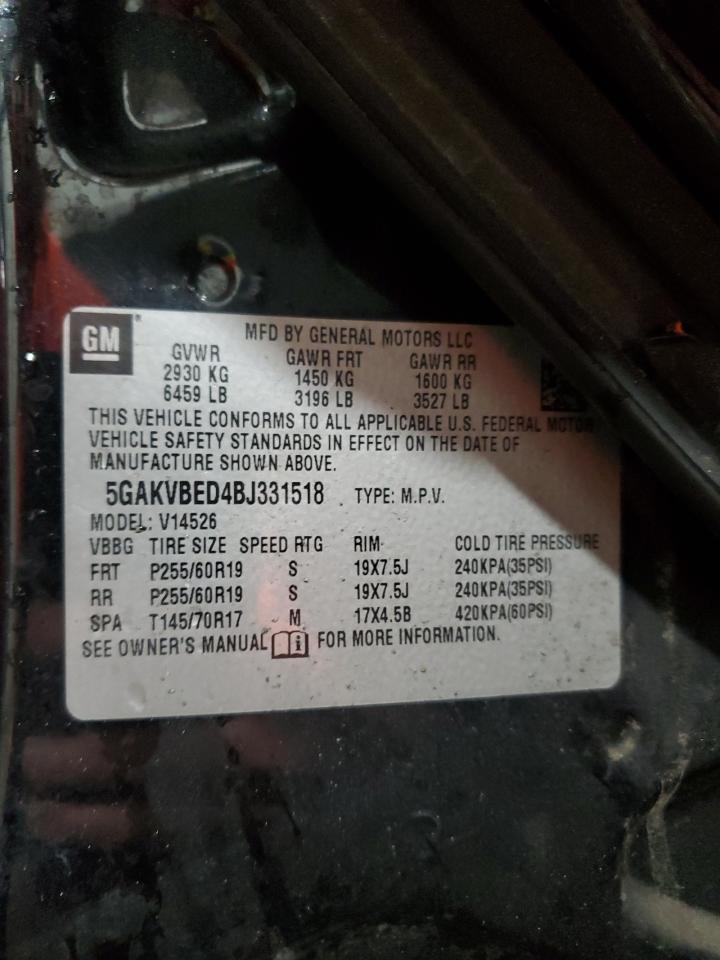 GM
MFD BY GENERAL MOTORS LLC
GVWR GAWR FRT GAWR RR
2930 KG 1450 KG 1600 KG
6459 LB 3196 LB 3527 LB
THIS VEHICLE CONFORMS TO ALL APPLICABLE U.S. FEDERAL MOTOR
VEHICLE SAFETY STANDARDS IN EFFECT ON THE DATE OF
MANUFACTURE SHOWN ABOVE.
5GAKVBED4BJ331518 TYPE: M.P.V.
MODEL: V14526
VBBG TIRE SIZE SPEED RTG RIM COLD TIRE PRESSURE
FRT P255/60R19 S 19X7.5J 240KPA(35PSI)
RR P255/60R19 S 19X7.5J 240KPA(35PSI)
SPA T145/70R17 M 17X4.5B 420KPA(60PSI)
SEE OWNER'S MANUAL FOR MORE INFORMATION.